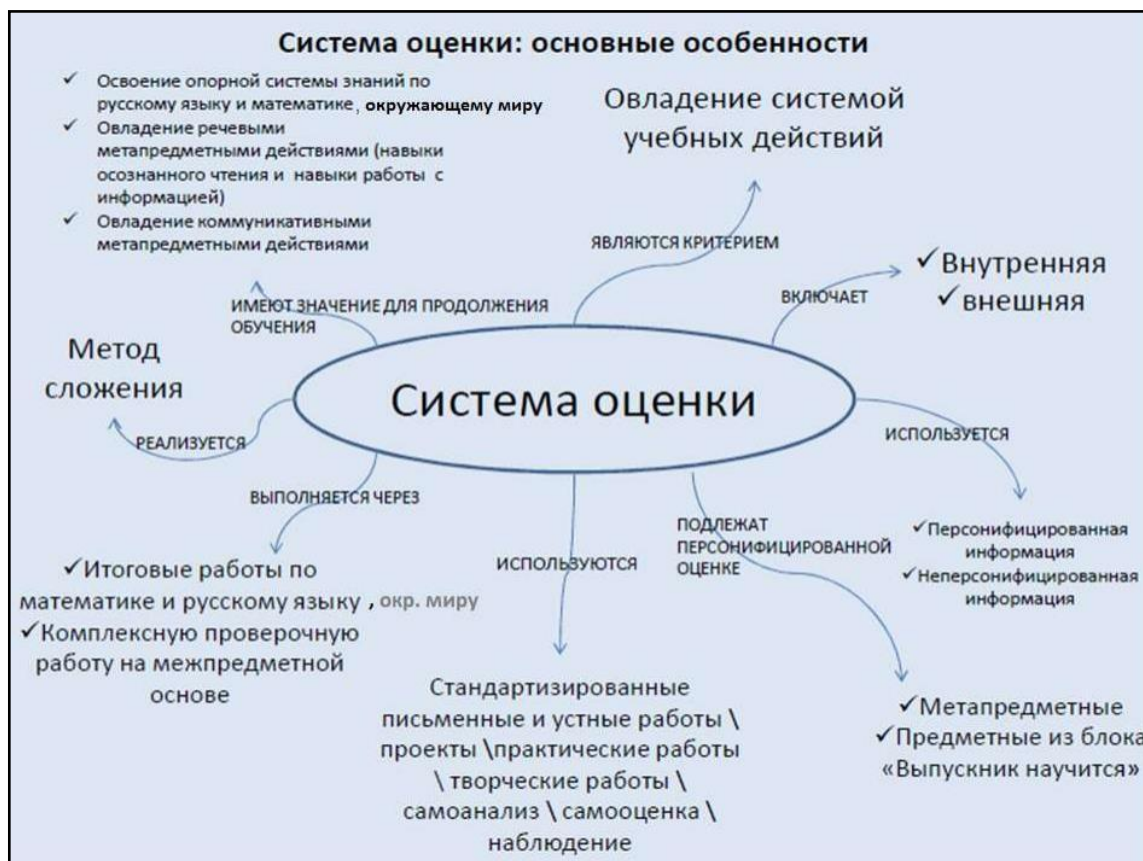 Система оценки: основные особенности
✓ Освоение опорной системы знаний по
русскому языку и математике, окружающему миру
✓ Овладение речевыми
метапредметными действиями (навыки
осознанного чтения и навыки работы с
информацией)
✓ Овладение коммуникативными
метапредметными действиями
Овладение системой
учебных действий
ЯВЛЯЮТСЯ КРИТЕРИЕМ
✓Внутренняя
✓внешняя
ВКЛЮЧАЕТ
ИМЕЮТ ЗНАЧЕНИЕ ДЛЯ ПРОДОЛЖЕНИЯ
ОБУЧЕНИЯ
Метод
сложения
Система оценки
РЕАЛИЗУЕТСЯ
ИСПОЛЬЗУЕТСЯ
ВЫПОЛНЯЕТСЯ ЧЕРЕЗ
ПОДЛЕЖАТ
ПЕРСОНИФИЦИРОВАННОЙ
ОЦЕНКЕ
ИСПОЛЬЗУЮТСЯ
✓Персонифицированная
информация
✓Неперсонифицированная
информация
✓Итоговые работы по
математике и русскому языку , окр. миру
✓Комплексную проверочную
работу на межпредметной
основе
Стандартизированные
письменные и устные работы \
проекты \практические работы
\ творческие работы \
самоанализ \ самооценка \
наблюдение
✓Метапредметные
✓Предметные из блока
«Выпускник научится»